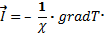 I⃗ = − 1/χ · gradT·